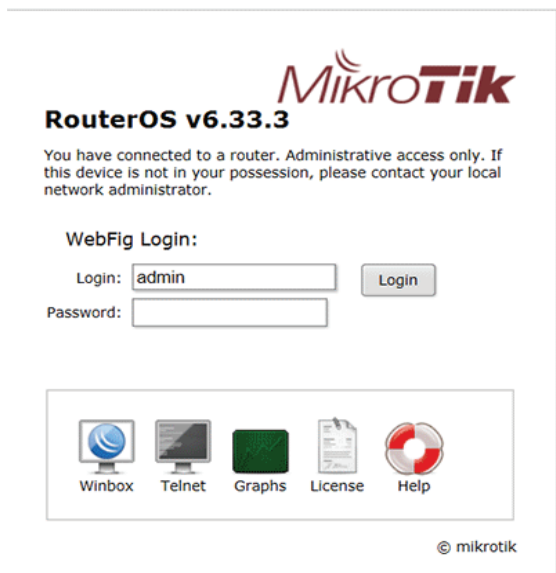 MikroTik
RouterOS v6.33.3
You have connected to a router. Administrative access only. If
this device is not in your possession, please contact your local
network administrator.
WebFig Login:
Login: admin Login
Password:
Winbox Telnet Graphs License Help
© mikrotik